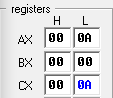 registers
H L
AX 00 0A
BX 00 00
CX 00 0A